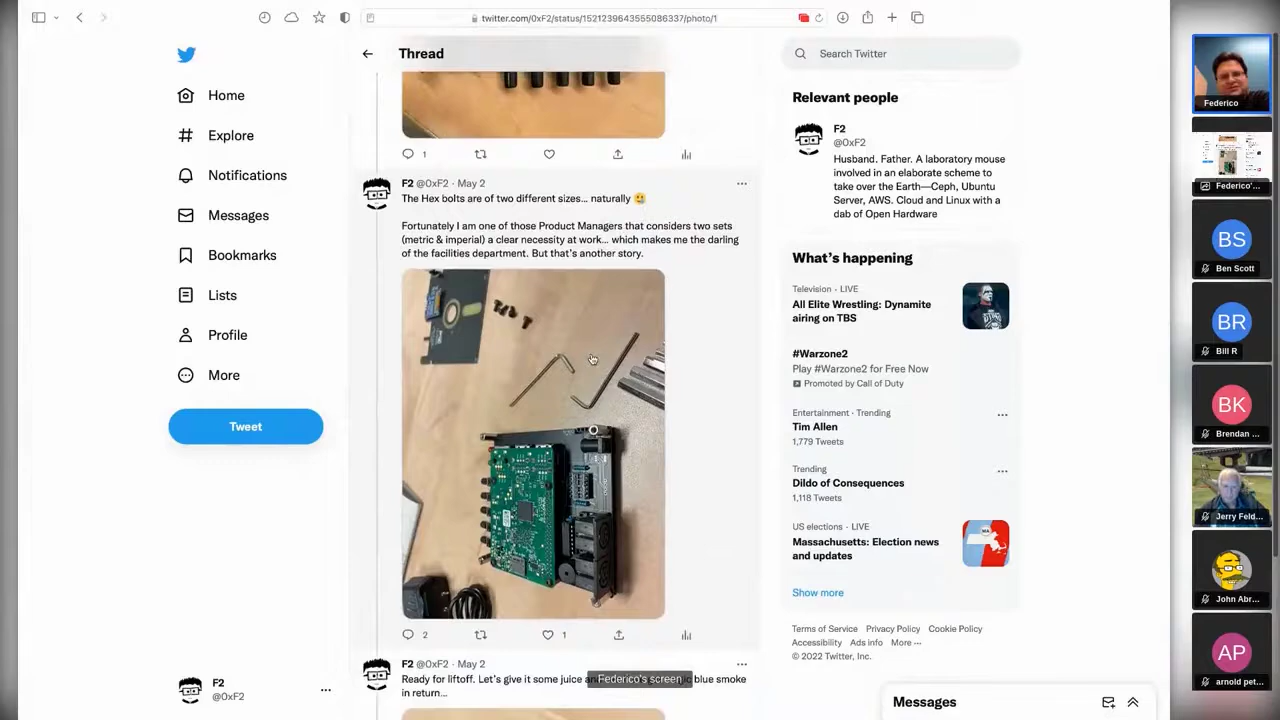 twitter.com/0xF2/status/1521239643555086337/photo/1
Home
Explore
Notifications
Messages
Bookmarks
Lists
Profile
More
Tweet
F2
@0xF2
Thread
1
F2 @0xF2 · May 2
The Hex bolts are of two different sizes... naturally 😃
Fortunately I am one of those Product Managers that considers two sets
(metric & imperial) a clear necessity at work... which makes me the darling
of the facilities department. But that's another story.
2
1
F2 @0xF2 · May 2
Ready for liftoff. Let's give it some juice
blue smoke
in return...
Federico's screen
Search Twitter
Relevant people
F2
@0xF2
Husband. Father. A laboratory mouse
involved in an elaborate scheme to
take over the Earth—Ceph, Ubuntu
Server, AWS. Cloud and Linux with a
dab of Open Hardware
What's happening
Television · LIVE
All Elite Wrestling: Dynamite
airing on TBS
#Warzone2
Play #Warzone2 for Free Now
Promoted by Call of Duty
Entertainment · Trending
Tim Allen
1,779 Tweets
Trending
Dildo of Consequences
1,118 Tweets
US elections · LIVE
Massachusetts: Election news
and updates
Show more
Terms of Service Privacy Policy Cookie Policy
Accessibility Ads info More ···
© 2022 Twitter, Inc.
Messages
Federico
Federico'...
BS
Ben Scott
BR
Bill R
BK
Brendan ...
Jerry Feld...
John Abr...
AP
arnold pet...